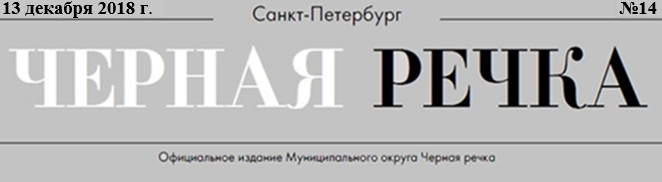 13 декабря 2018 г. Санкт-Петербург №14
ЧЕРНАЯ РЕЧКА
Официальное издание Муниципального округа Черная речка